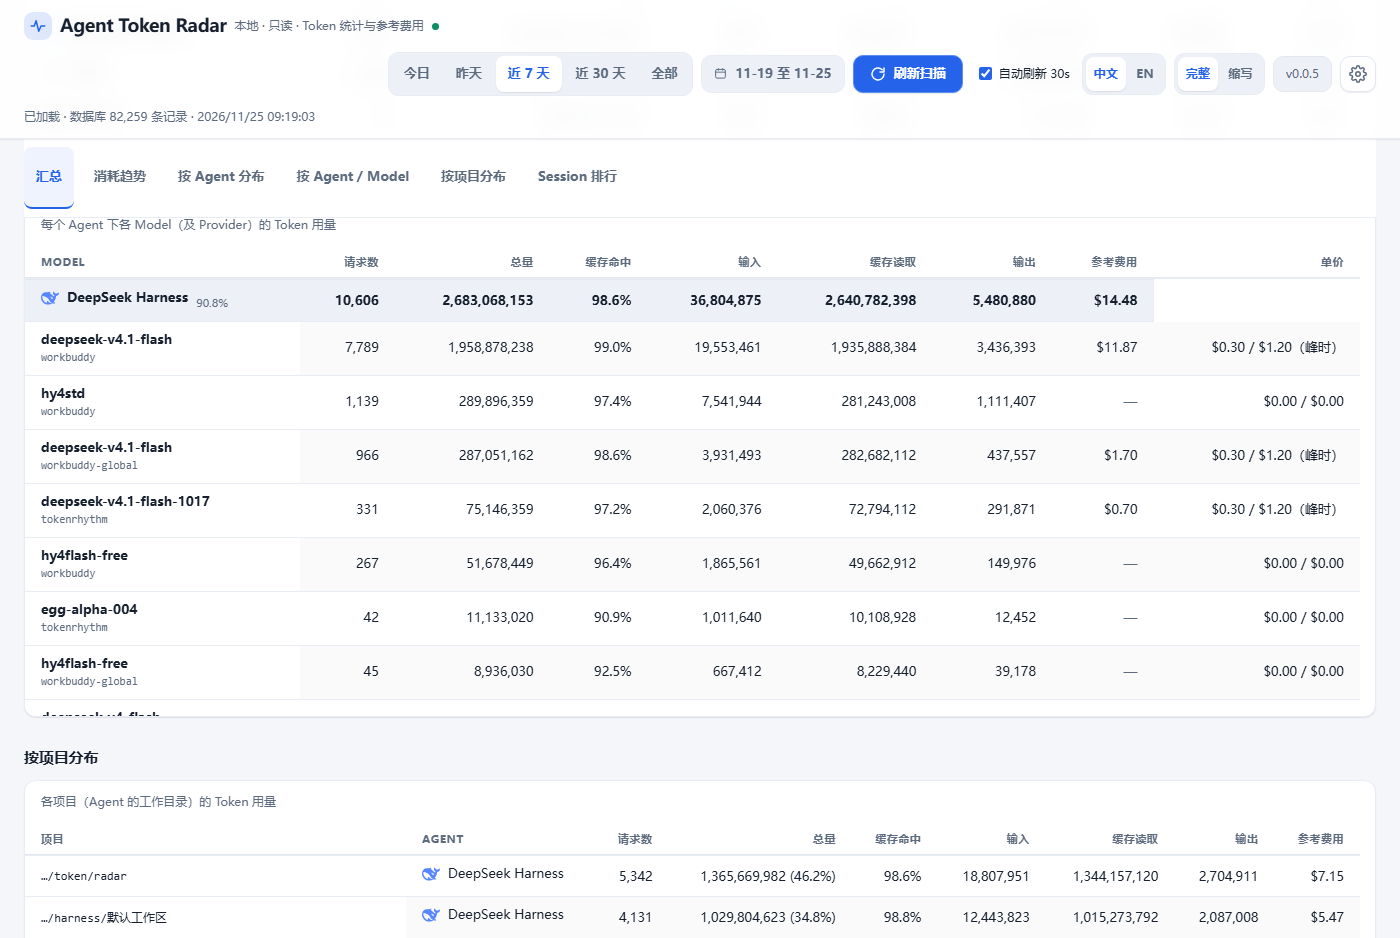 Agent Token Radar 本地 · 只读 · Token 统计与参考费用
今日 昨天 近 7 天 近 30 天 全部 11-19 至 11-25 刷新扫描 自动刷新 30s 中文 EN 完整 缩写 v0.0.5
已加载 · 数据库 82,259 条记录 · 2026/11/25 09:19:03
汇总 消耗趋势 按 Agent 分布 按 Agent / Model 按项目分布 Session 排行
每个 Agent 下各 Model（及 Provider）的 Token 用量
MODEL 请求数 总量 缓存命中 输入 缓存读取 输出 参考费用 单价
DeepSeek Harness 90.8% 10,606 2,683,068,153 98.6% 36,804,875 2,640,782,398 5,480,880 $14.48
deepseek-v4.1-flash 7,789 1,958,878,238 99.0% 19,553,461 1,935,888,384 3,436,393 $11.87 $0.30 / $1.20（峰时）
workbuddy
hy4std 1,139 289,896,359 97.4% 7,541,944 281,243,008 1,111,407 — $0.00 / $0.00
workbuddy
deepseek-v4.1-flash 966 287,051,162 98.6% 3,931,493 282,682,112 437,557 $1.70 $0.30 / $1.20（峰时）
workbuddy-global
deepseek-v4.1-flash-1017 331 75,146,359 97.2% 2,060,376 72,794,112 291,871 $0.70 $0.30 / $1.20（峰时）
tokenrhythm
hy4flash-free 267 51,678,449 96.4% 1,865,561 49,662,912 149,976 — $0.00 / $0.00
workbuddy
egg-alpha-004 42 11,133,020 90.9% 1,011,640 10,108,928 12,452 — $0.00 / $0.00
tokenrhythm
hy4flash-free 45 8,936,030 92.5% 667,412 8,229,440 39,178 — $0.00 / $0.00
workbuddy-global
deepseek-v4-flash
按项目分布
各项目（Agent 的工作目录）的 Token 用量
项目 AGENT 请求数 总量 缓存命中 输入 缓存读取 输出 参考费用
…/token/radar DeepSeek Harness 5,342 1,365,669,982 (46.2%) 98.6% 18,807,951 1,344,157,120 2,704,911 $7.15
…/harness/默认工作区 DeepSeek Harness 4,131 1,029,804,623 (34.8%) 98.8% 12,443,823 1,015,273,792 2,087,008 $5.47